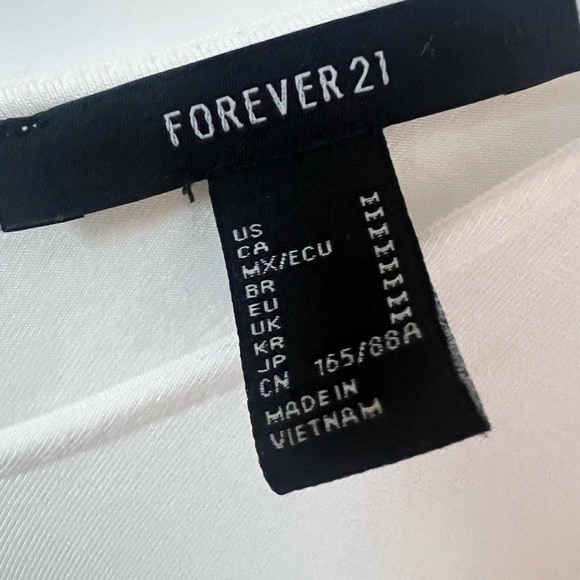 FOREVER 21
US M
CA M
MX/ECU M
BR M
EU M
UK M
KR M
JP M
CN 165/88A
MADE IN
VIETNAM